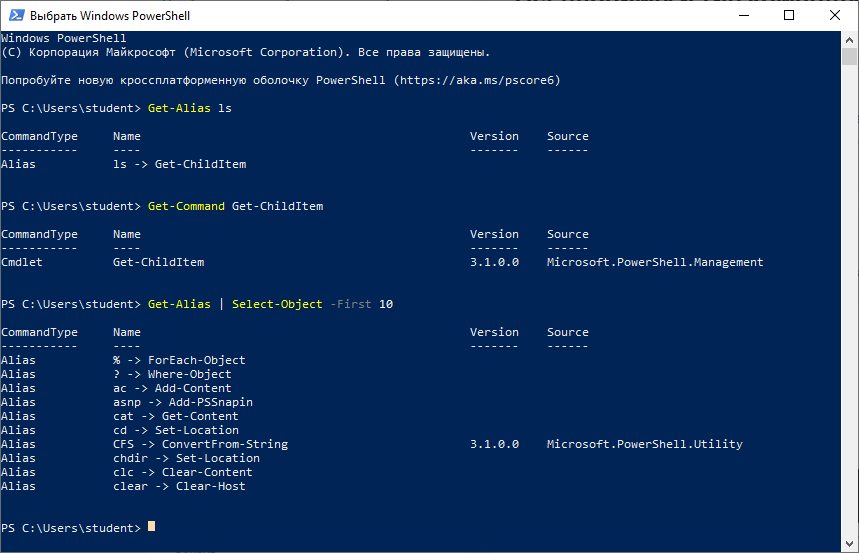 Выбрать Windows PowerShell
Windows PowerShell
(C) Корпорация Майкрософт (Microsoft Corporation). Все права защищены.
Попробуйте новую кроссплатформенную оболочку PowerShell (https://aka.ms/pscore6)
PS C:\Users\student> Get-Alias ls
CommandType     Name                                               Version    Source
-----------     ----                                               -------    ------
Alias           ls -> Get-ChildItem
PS C:\Users\student> Get-Command Get-ChildItem
CommandType     Name                                               Version    Source
-----------     ----                                               -------    ------
Cmdlet          Get-ChildItem                                      3.1.0.0    Microsoft.PowerShell.Management
PS C:\Users\student> Get-Alias | Select-Object -First 10
CommandType     Name                                               Version    Source
-----------     ----                                               -------    ------
Alias           % -> ForEach-Object
Alias           ? -> Where-Object
Alias           ac -> Add-Content
Alias           asnp -> Add-PSSnapin
Alias           cat -> Get-Content
Alias           cd -> Set-Location
Alias           CFS -> ConvertFrom-String                          3.1.0.0    Microsoft.PowerShell.Utility
Alias           chdir -> Set-Location
Alias           clc -> Clear-Content
Alias           clear -> Clear-Host
PS C:\Users\student>